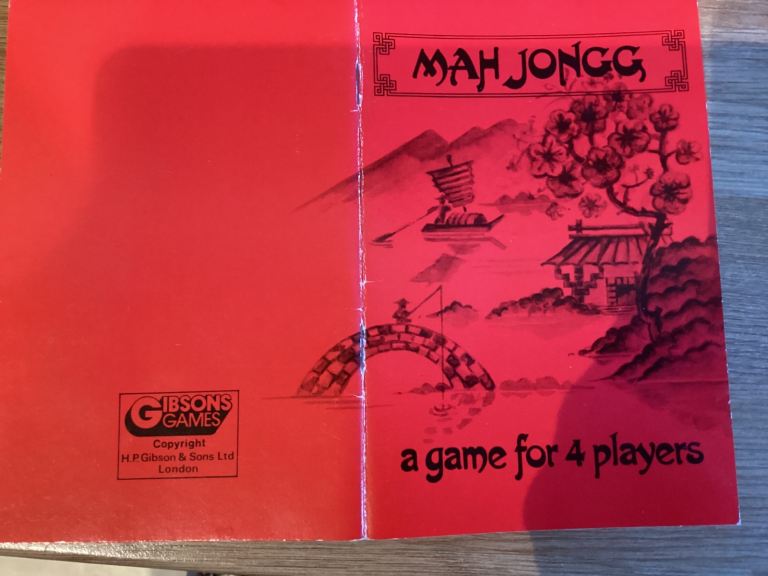 MAH JONGG
a game for 4 players
GIBSONS
GAMES
Copyright
H.P. Gibson & Sons Ltd
London